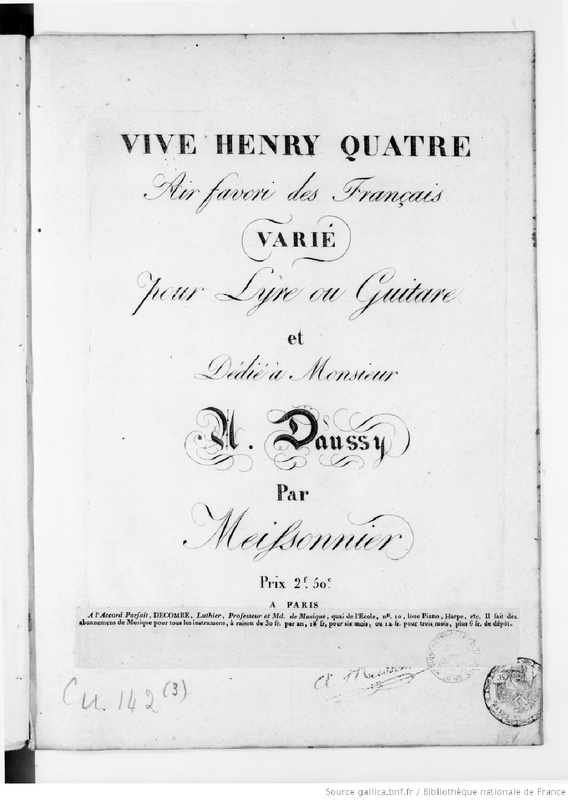 VIVE HENRY QUATRE
Air favori des Français
VARIÉ
pour Lyre ou Guitare
et
Dédié à Monsieur
A. Daussy
Par
Meifsonnier
Prix 2f. 50c
A PARIS
A l'Accord Parfait, DECOMBE, Luthier, Professeur et Md. de Musique, quai de l'Ecole, no. 10, loue Piano, Harpe, etc. Il fait des
abonnemens de Musique pour tous les instrumens, à raison de 30 fr. par an, 18 fr. pour six mois, ou 12 fr. pour trois mois, plus 6 fr. de dépôt.
142 (3)
Source gallica.bnf.fr / Bibliothèque nationale de France